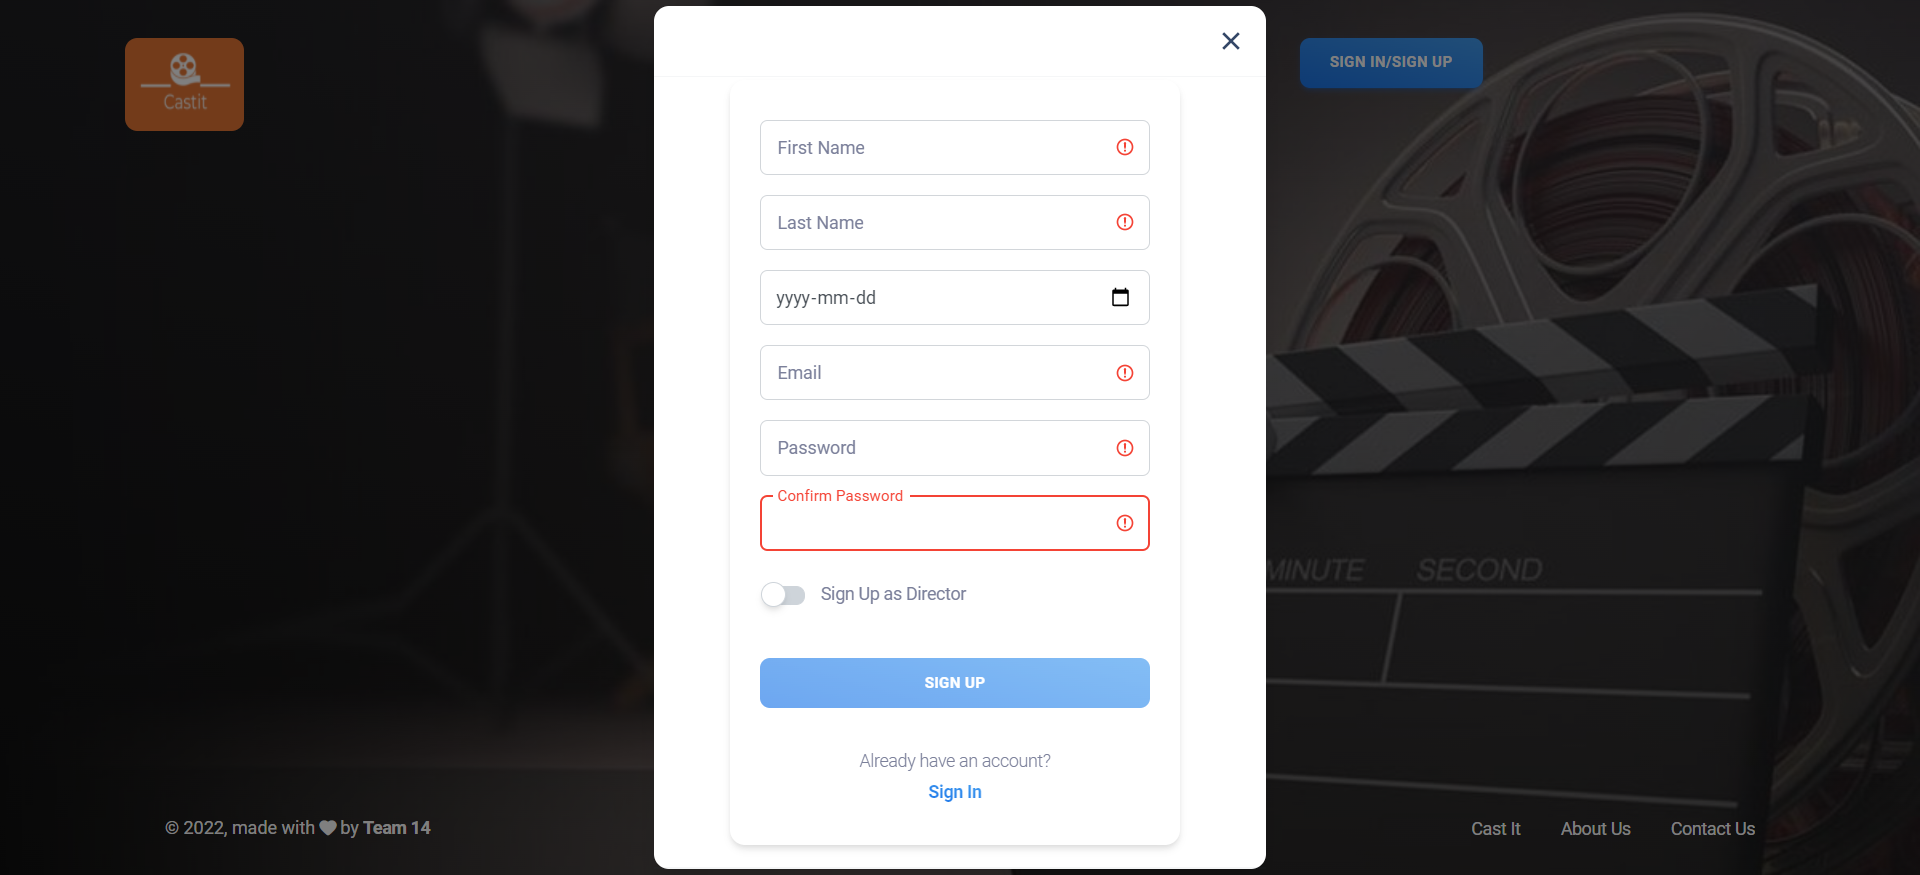 Castit
SIGN IN/SIGN UP
First Name
Last Name
yyyy-mm-dd
Email
Password
Confirm Password
Sign Up as Director
SIGN UP
Already have an account?
Sign In
MINUTE SECOND
© 2022, made with by Team 14
Cast It About Us Contact Us